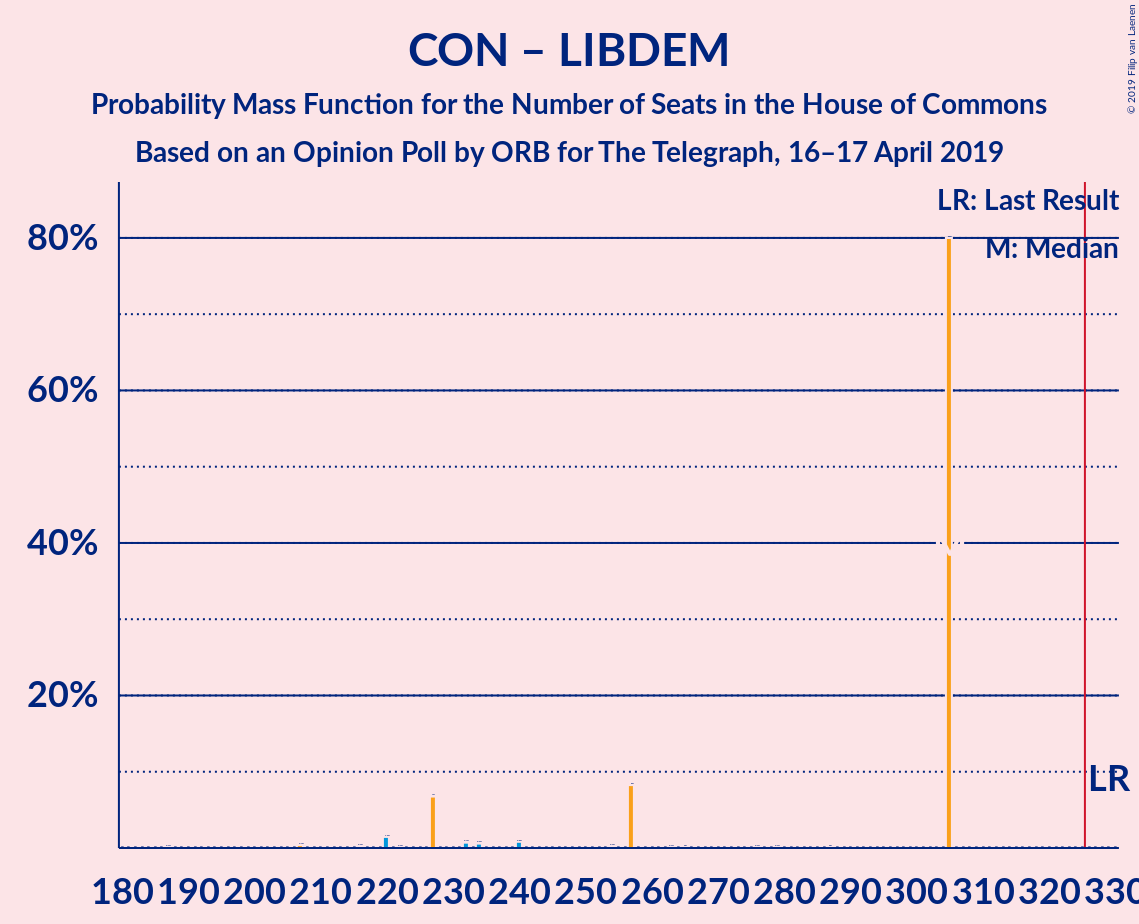 CON – LIBDEM
Probability Mass Function for the Number of Seats in the House of Commons
Based on an Opinion Poll by ORB for The Telegraph, 16–17 April 2019
© 2019 Filip van Laenen
LR: Last Result
M: Median
80%
60%
40%
20%
LR
180 190 200 210 220 230 240 250 260 270 280 290 300 310 320 330